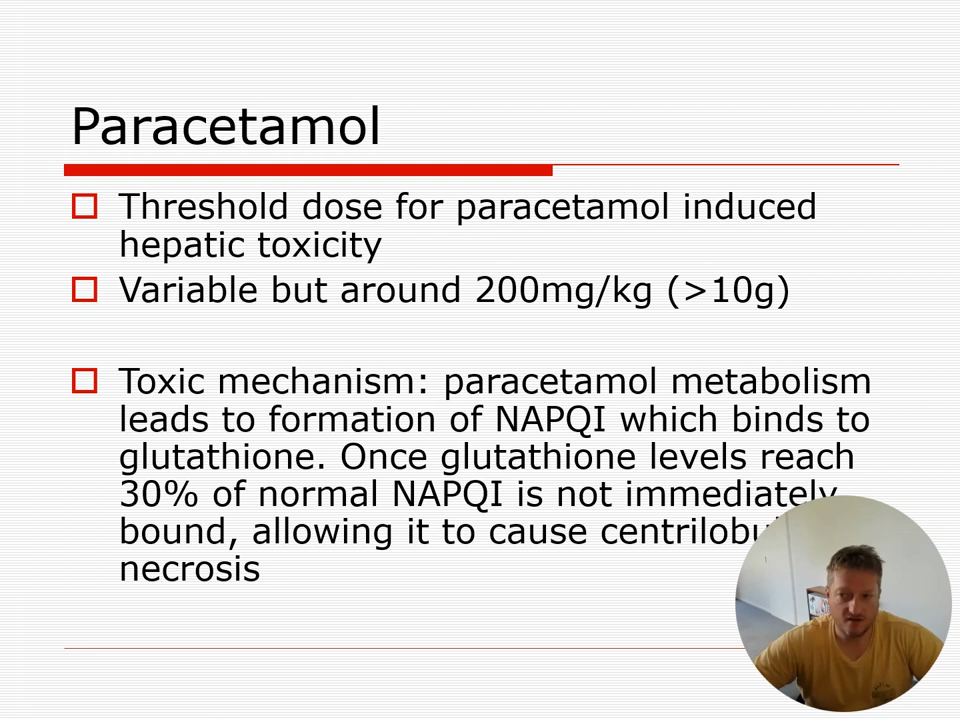 Paracetamol
Threshold dose for paracetamol induced
hepatic toxicity
Variable but around 200mg/kg (>10g)
Toxic mechanism: paracetamol metabolism
leads to formation of NAPQI which binds to
glutathione. Once glutathione levels reach
30% of normal NAPQI is not immediately
bound, allowing it to cause
necrosis